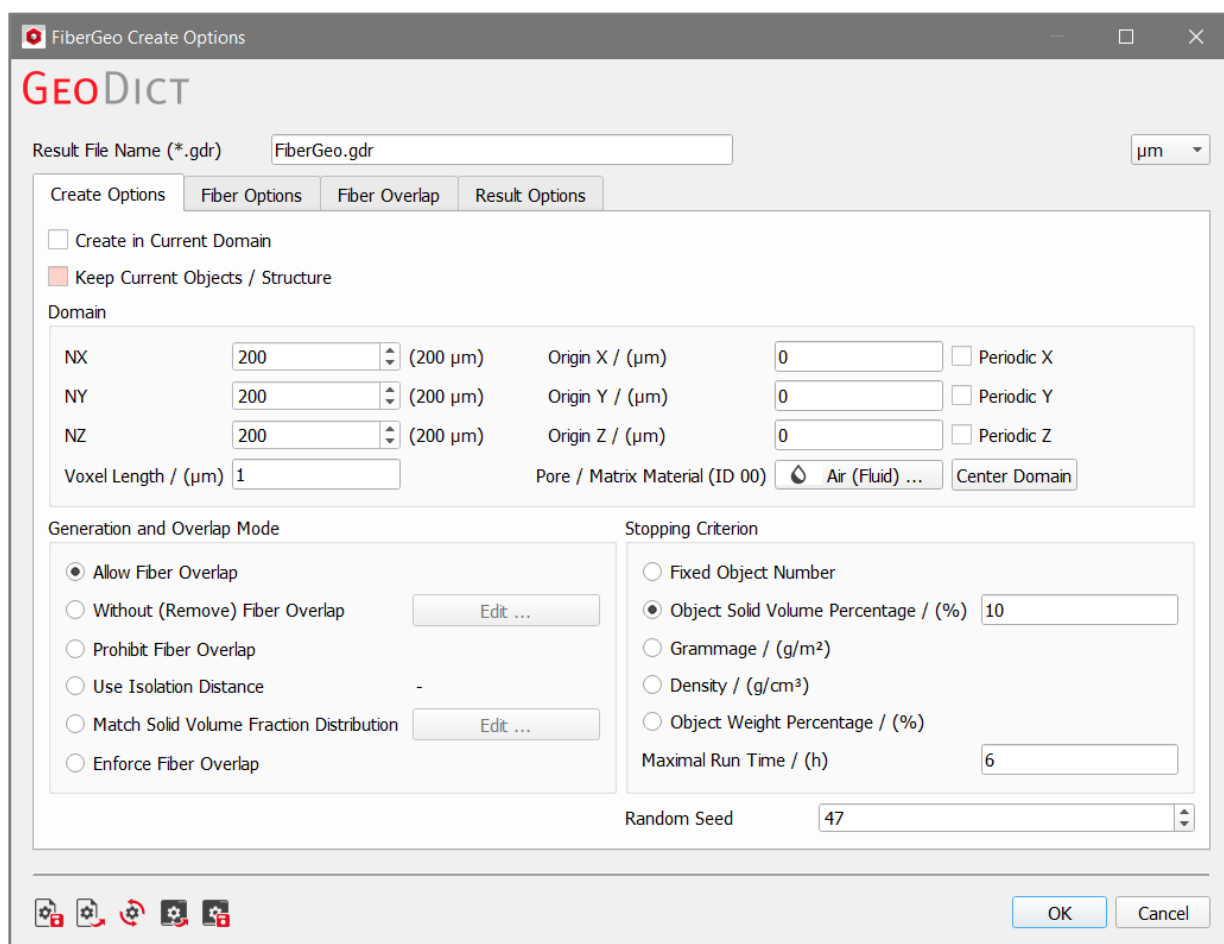 FiberGeo Create Options
GEODICT
Result File Name (*.gdr) FiberGeo.gdr µm
Create Options Fiber Options Fiber Overlap Result Options
Create in Current Domain
Keep Current Objects / Structure
Domain
NX 200 (200 µm) Origin X / (µm) 0 Periodic X
NY 200 (200 µm) Origin Y / (µm) 0 Periodic Y
NZ 200 (200 µm) Origin Z / (µm) 0 Periodic Z
Voxel Length / (µm) 1 Pore / Matrix Material (ID 00) Air (Fluid) ... Center Domain
Generation and Overlap Mode Stopping Criterion
Allow Fiber Overlap Fixed Object Number
Without (Remove) Fiber Overlap Edit ... Object Solid Volume Percentage / (%) 10
Prohibit Fiber Overlap Grammage / (g/m²)
Use Isolation Distance - Density / (g/cm³)
Match Solid Volume Fraction Distribution Edit ... Object Weight Percentage / (%)
Enforce Fiber Overlap Maximal Run Time / (h) 6
Random Seed 47
OK Cancel